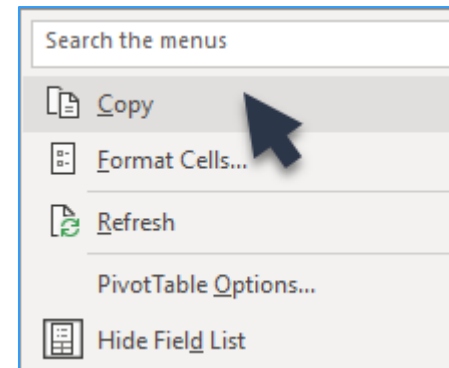 Search the menus
Copy
Format Cells...
Refresh
PivotTable Options...
Hide Field List